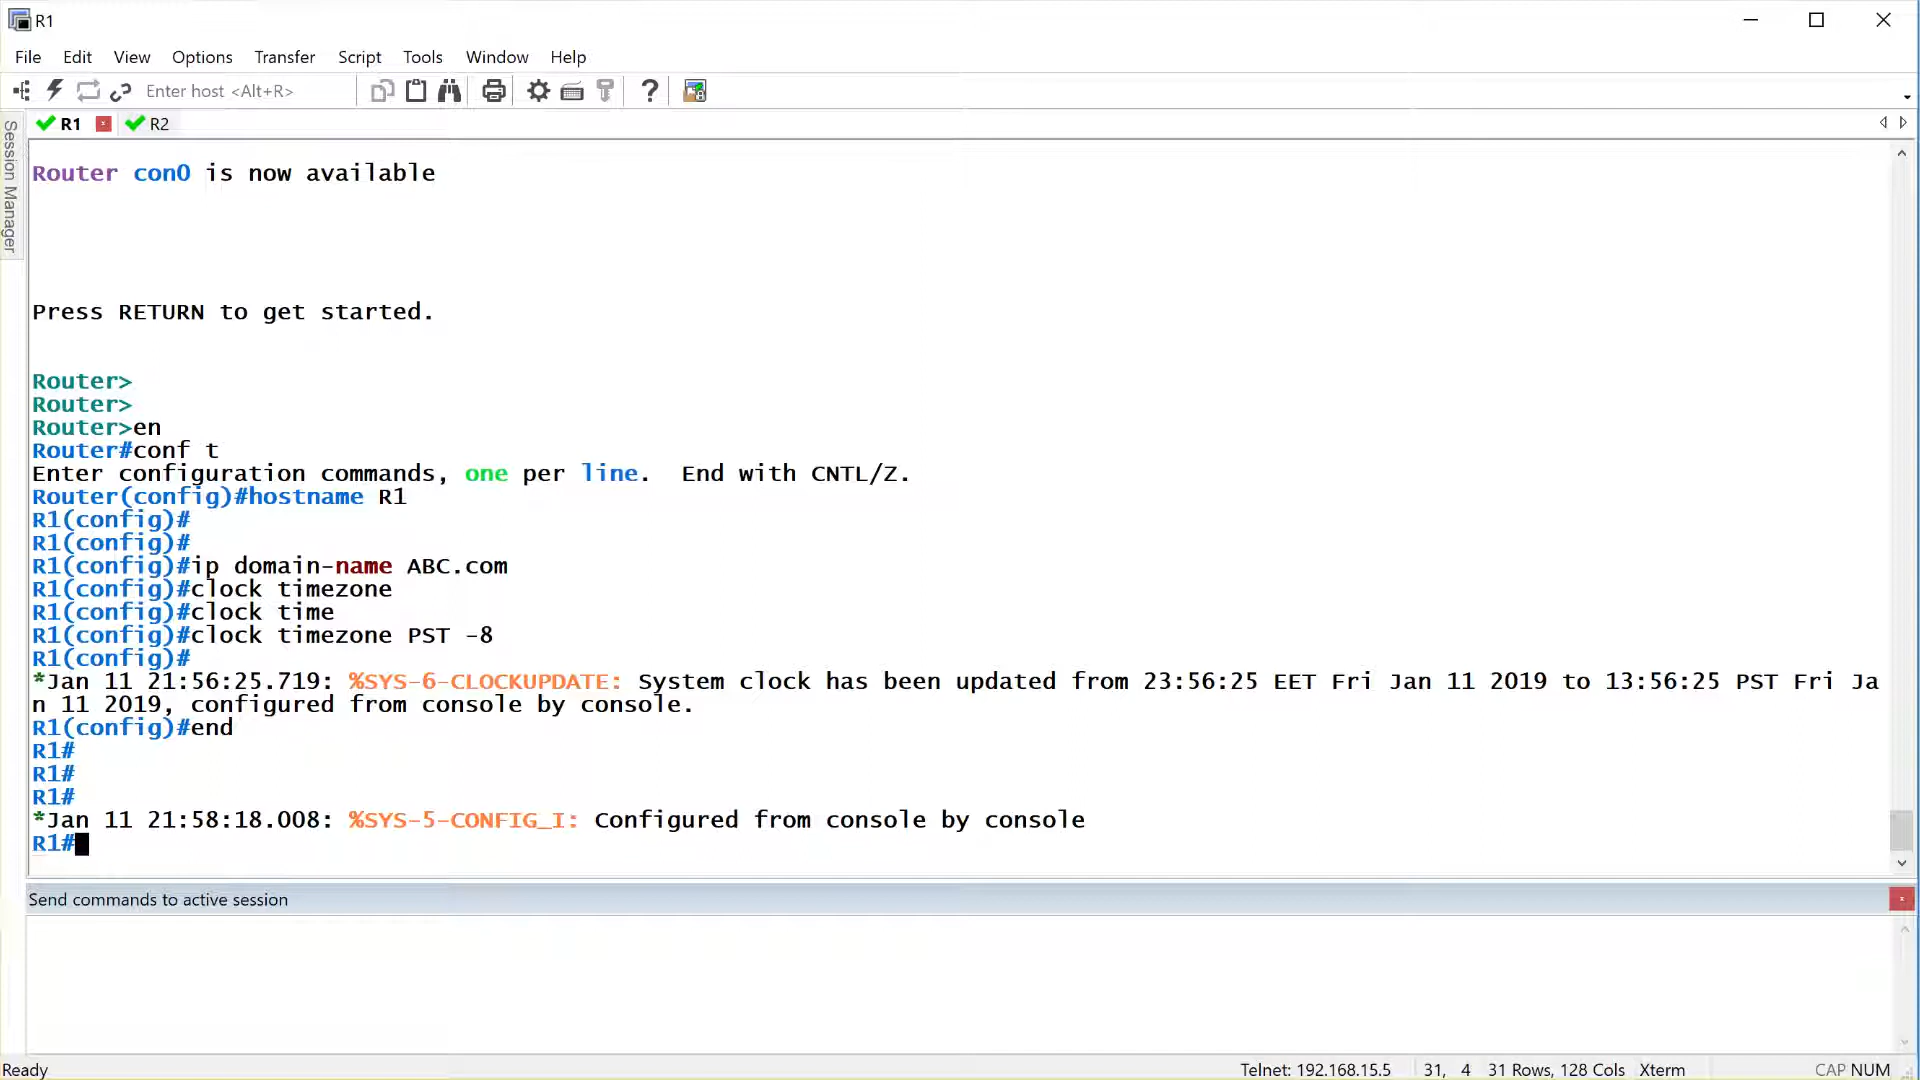 R1
File Edit View Options Transfer Script Tools Window Help
Enter host <Alt+R>
R1 R2
Session Manager
Router con0 is now available
Press RETURN to get started.
Router>
Router>
Router>en
Router#conf t
Enter configuration commands, one per line.  End with CNTL/Z.
Router(config)#hostname R1
R1(config)#
R1(config)#
R1(config)#ip domain-name ABC.com
R1(config)#clock timezone
R1(config)#clock time
R1(config)#clock timezone PST -8
R1(config)#
*Jan 11 21:56:25.719: %SYS-6-CLOCKUPDATE: System clock has been updated from 23:56:25 EET Fri Jan 11 2019 to 13:56:25 PST Fri Ja
n 11 2019, configured from console by console.
R1(config)#end
R1#
R1#
R1#
*Jan 11 21:58:18.008: %SYS-5-CONFIG_I: Configured from console by console
R1#
Send commands to active session
Ready Telnet: 192.168.15.5 31, 4 31 Rows, 128 Cols Xterm CAP NUM